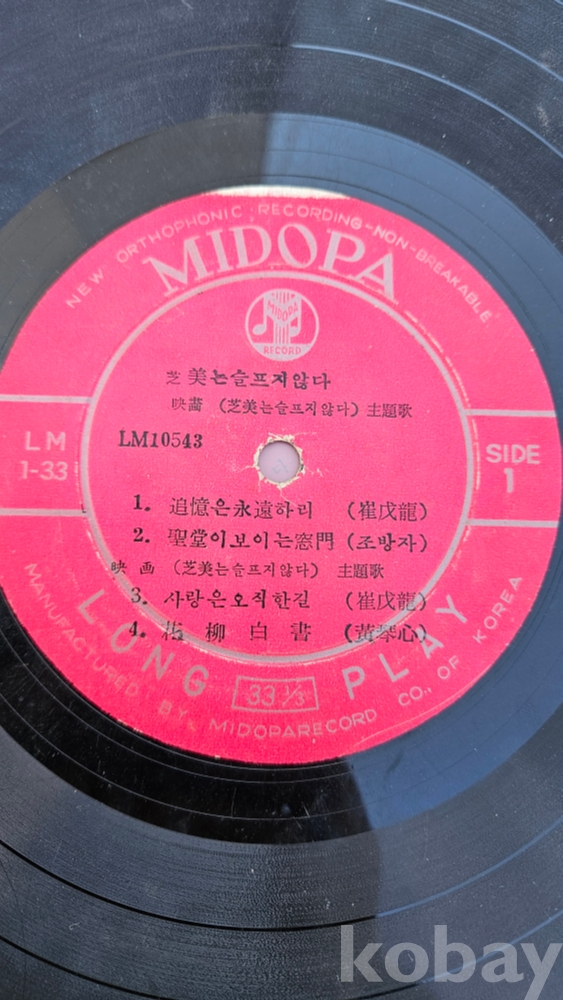 NEW ORTHOPHONIC RECORDING-NON-BREAKABLE
MIDOPA
MIDOPA
RECORD
芝美는슬프지않다
映畵 (芝美는슬프지않다) 主題歌
LM10543
LM
1-33
SIDE
1
1. 追憶은永遠하리 (崔戊龍)
2. 聖堂이보이는窓門 (조방자)
映画 (芝美는슬프지않다) 主題歌
3. 사랑은오직한길 (崔戊龍)
4. 柳白書 (黃琴心)
LONG 33 1/3 PLAY
MANUFACTURED BY MIDOPARECORD CO., OF KOREA
kobay